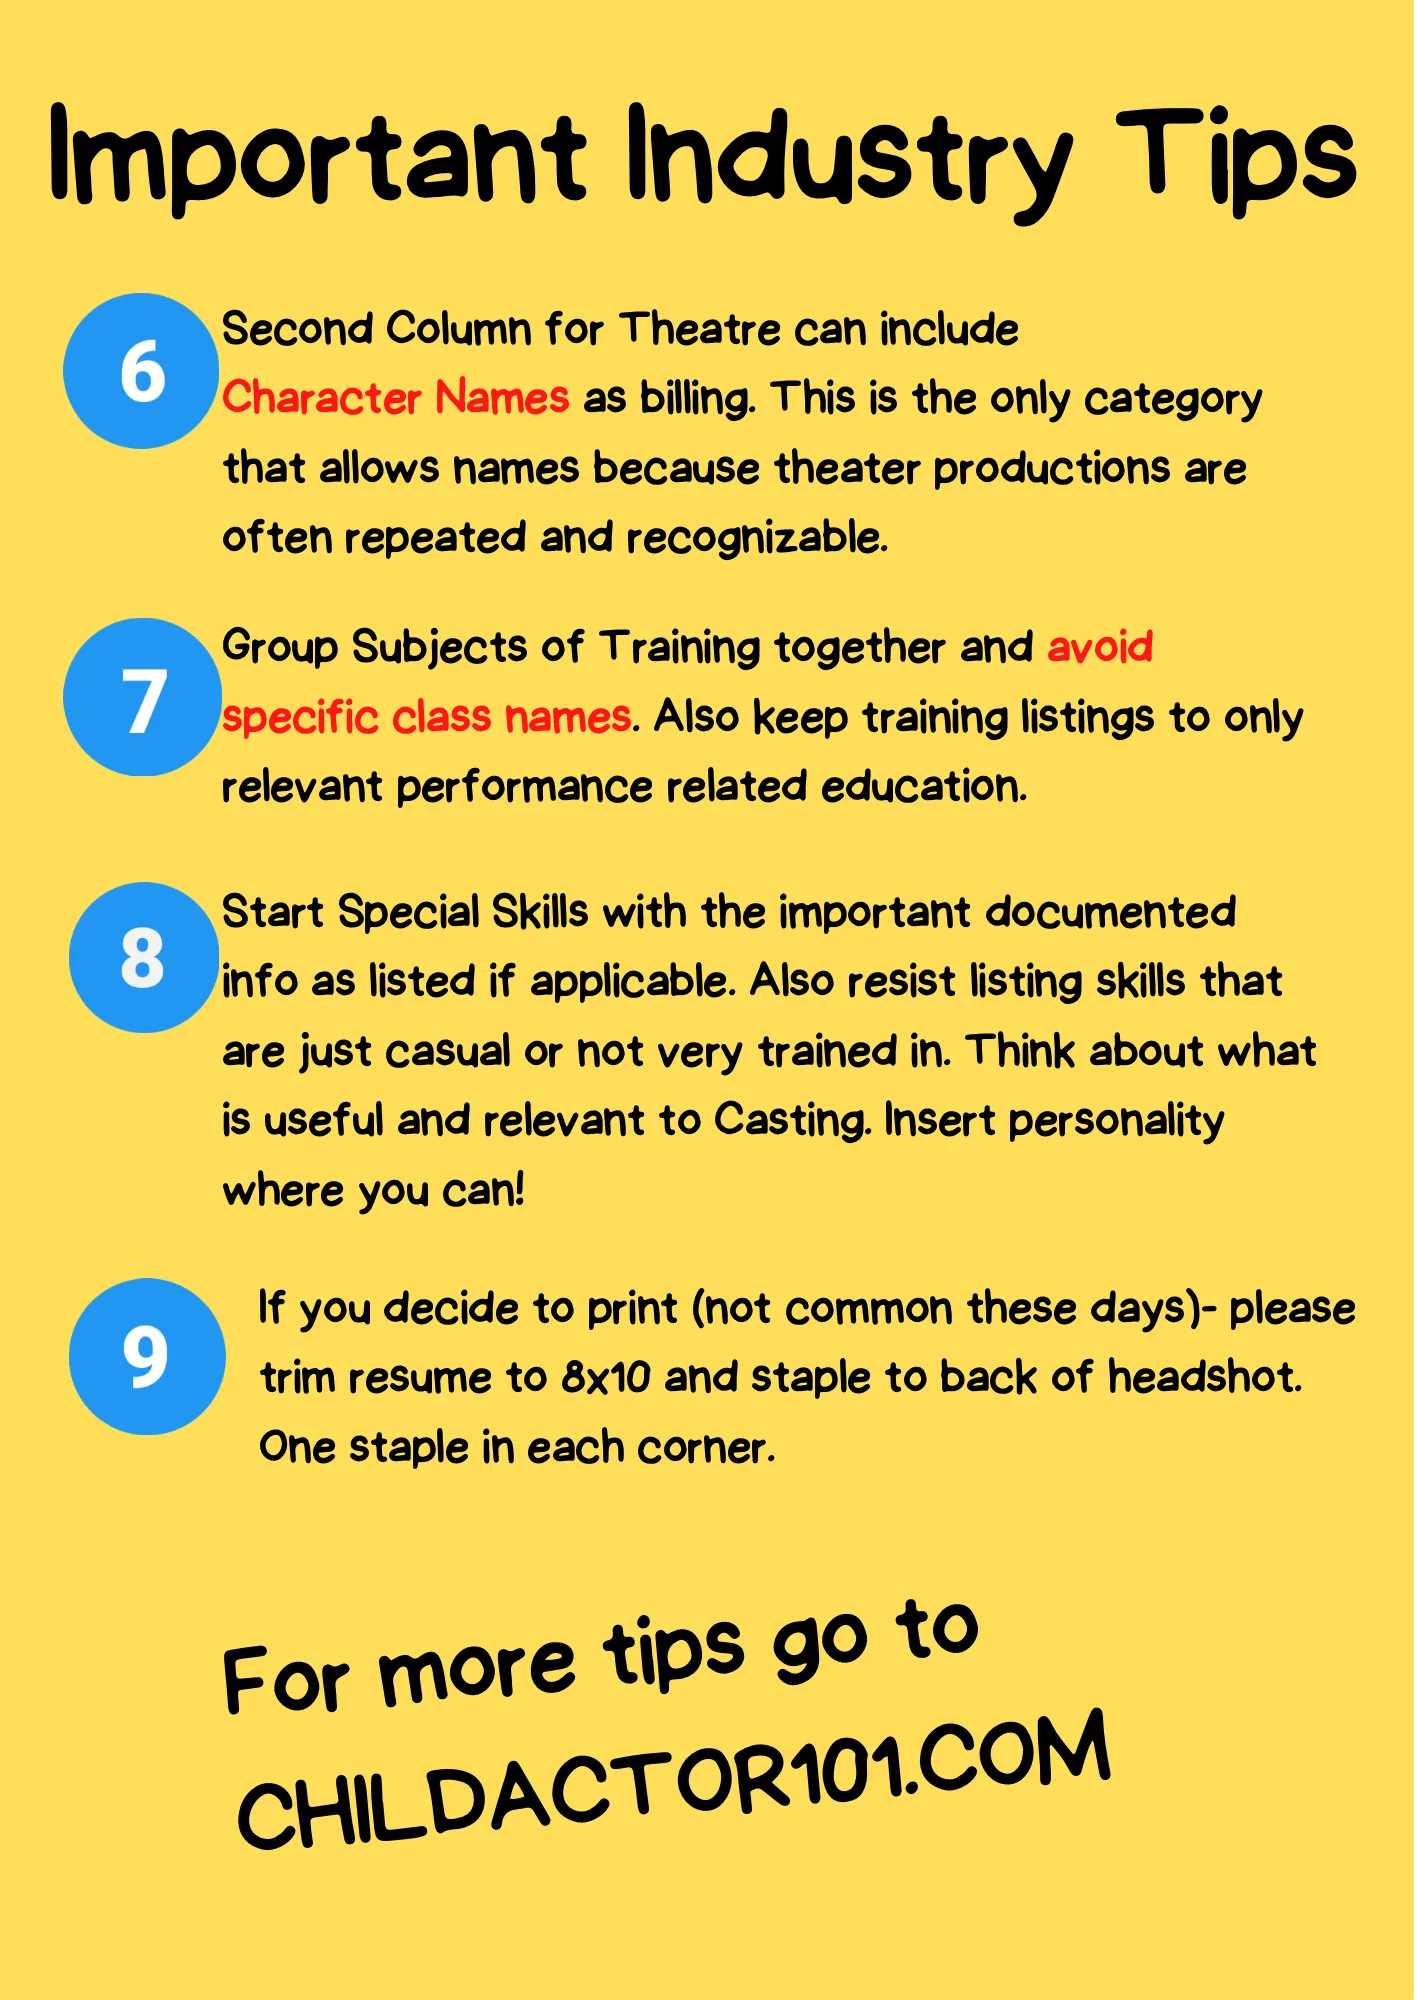 Important Industry Tips
6
Second Column for Theatre can include
Character Names as billing. This is the only category
that allows names because theater productions are
often repeated and recognizable.
7
Group Subjects of Training together and avoid
specific class names. Also keep training listings to only
relevant performance related education.
8
Start Special Skills with the important documented
info as listed if applicable. Also resist listing skills that
are just casual or not very trained in. Think about what
is useful and relevant to Casting. Insert personality
where you can!
9
If you decide to print (not common these days)- please
trim resume to 8x10 and staple to back of headshot.
One staple in each corner.
For more tips go to
CHILDACTOR101.COM